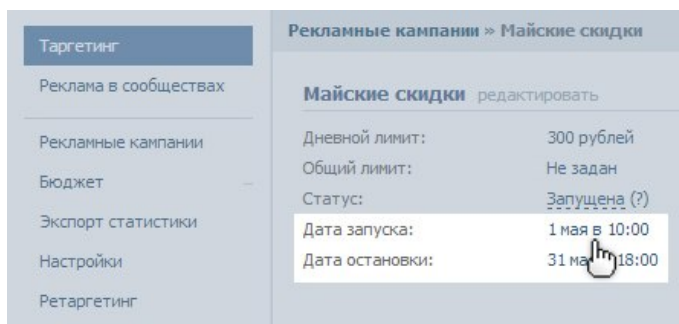 Таргетинг
Реклама в сообществах
Рекламные кампании
Бюджет
Экспорт статистики
Настройки
Ретаргетинг
Рекламные кампании » Майские скидки
Майские скидки редактировать
Дневной лимит: 300 рублей
Общий лимит: Не задан
Статус: Запущена (?)
Дата запуска: 1 мая в 10:00
Дата остановки: 31 18:00